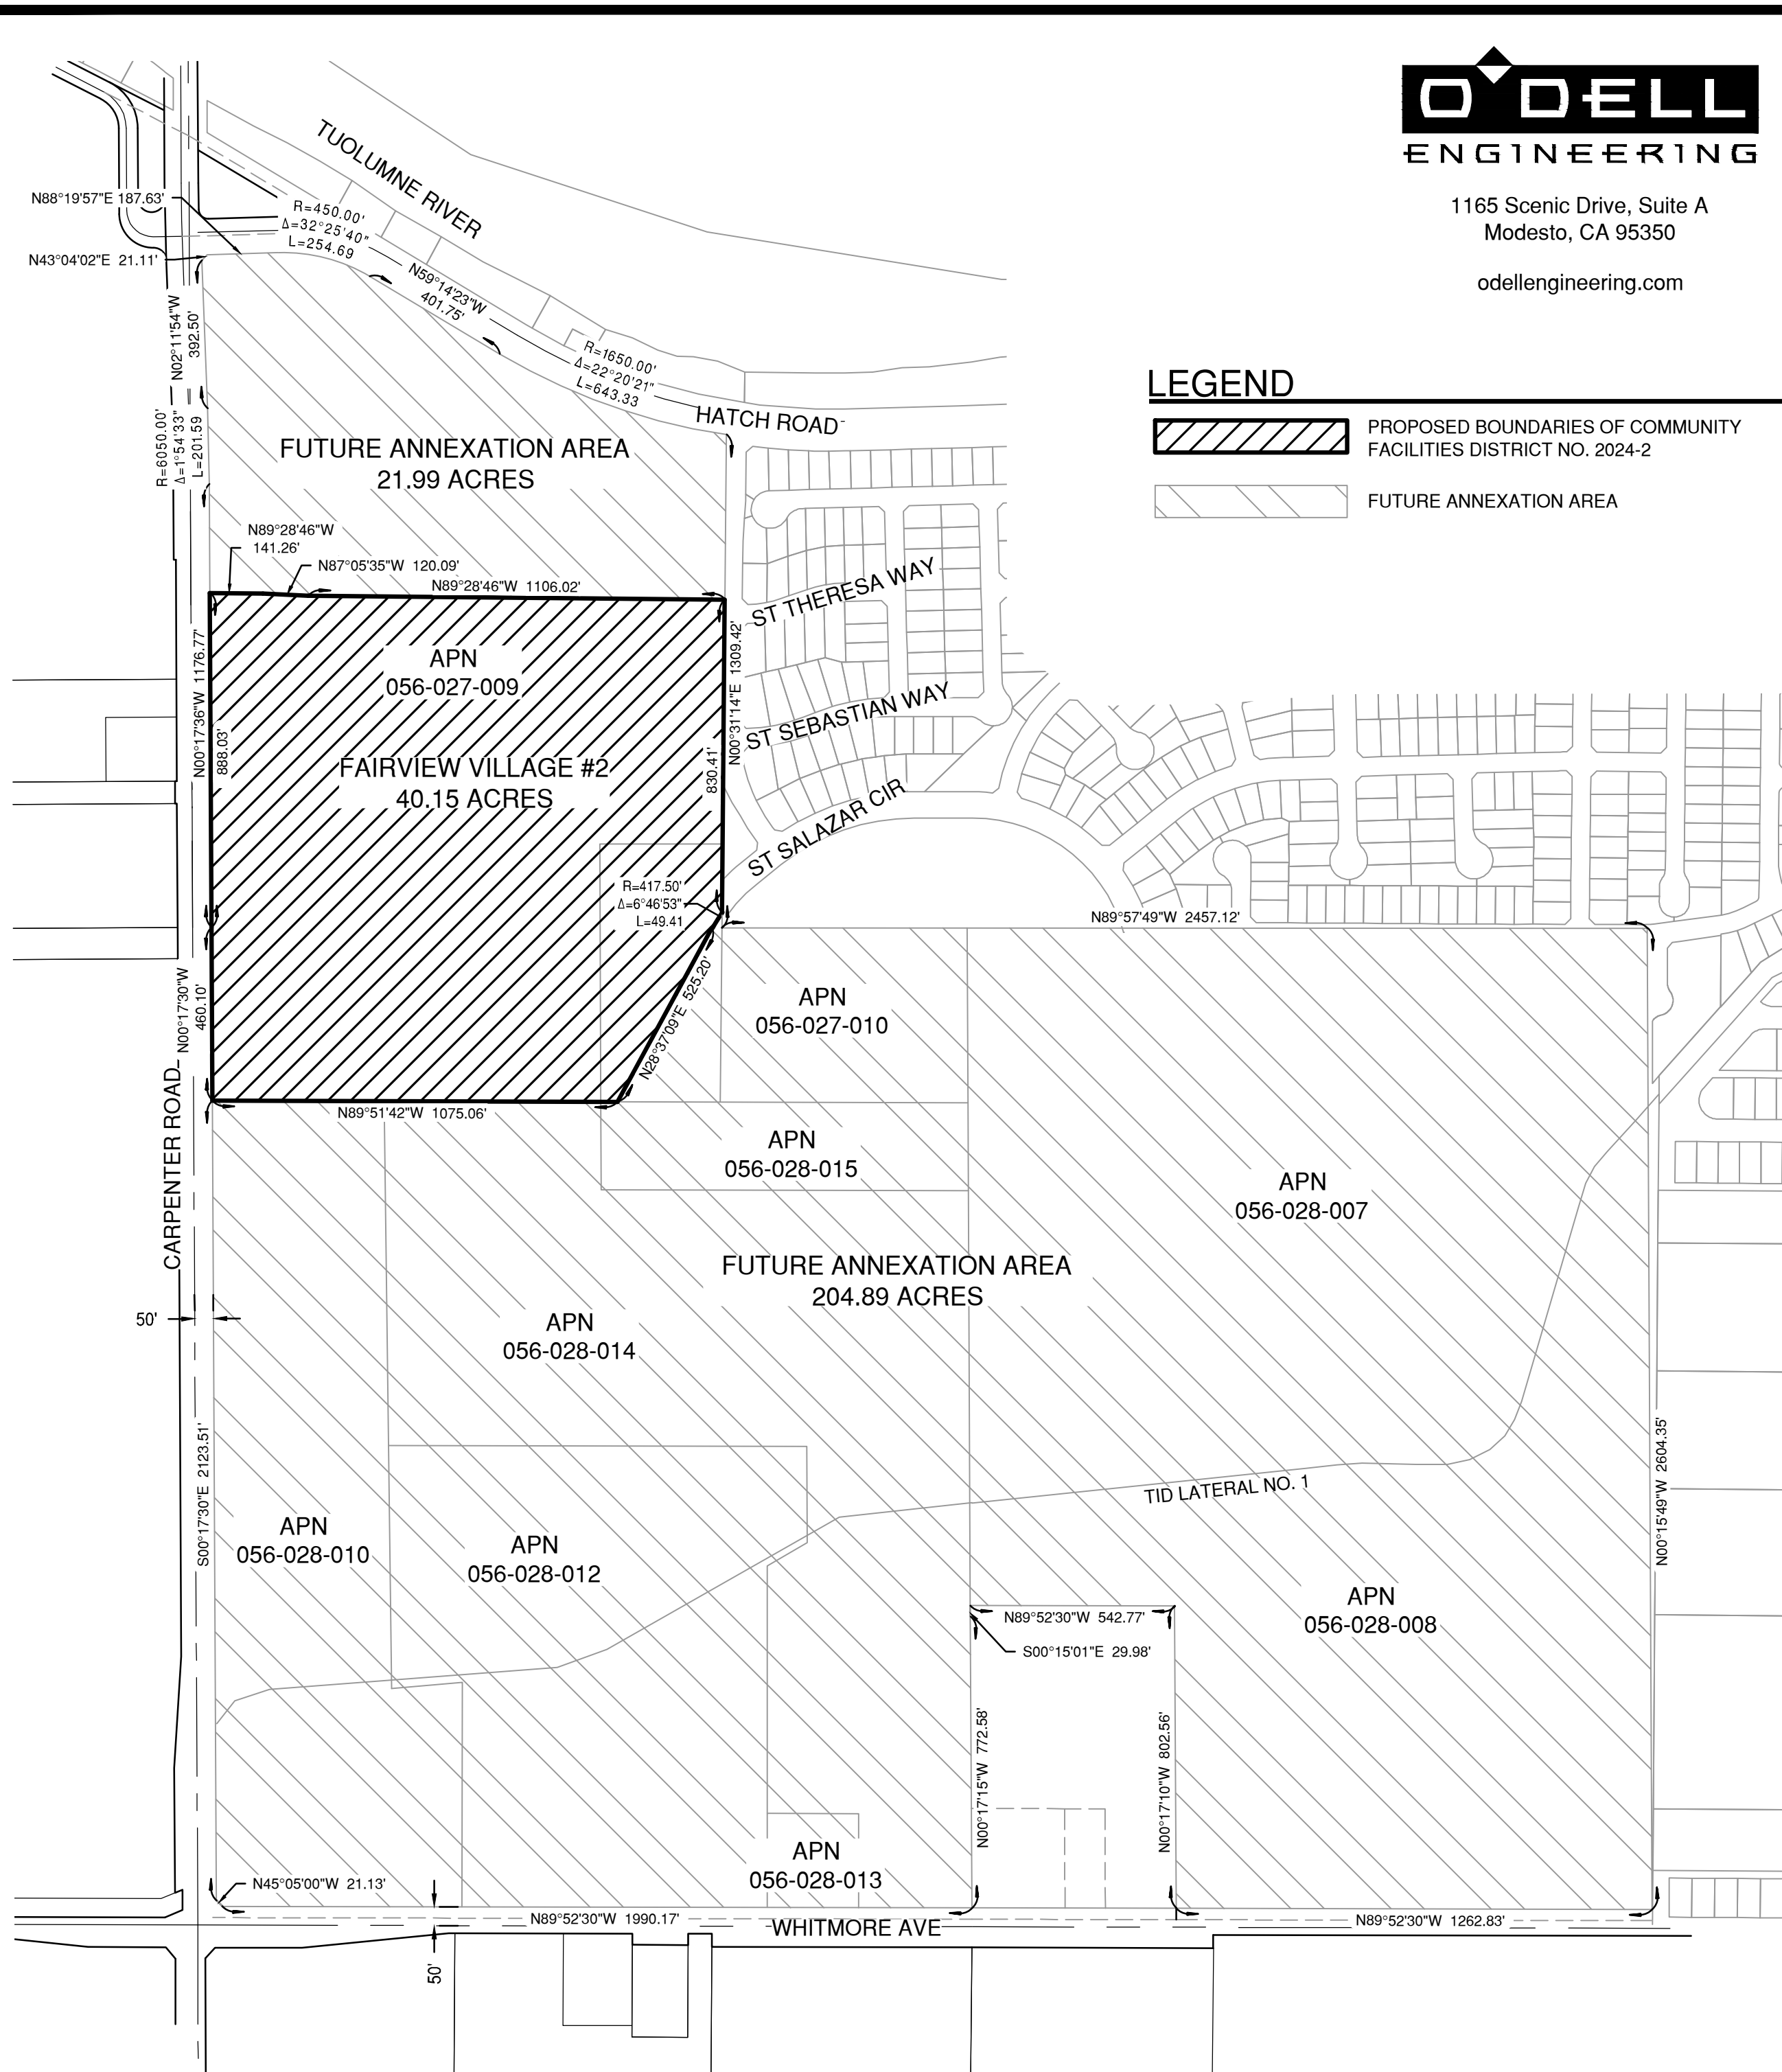 O'DELL
ENGINEERING
1165 Scenic Drive, Suite A
Modesto, CA 95350
odellengineering.com
LEGEND
PROPOSED BOUNDARIES OF COMMUNITY
FACILITIES DISTRICT NO. 2024-2
FUTURE ANNEXATION AREA
TUOLUMNE RIVER
N88°19'57"E 187.63'
R=450.00'
Δ=32°25'40"
L=254.69
N43°04'02"E 21.11'
N59°14'23"W
401.75'
N02°11'54"W
392.50'
R=1650.00'
Δ=22°20'21"
L=643.33
HATCH ROAD
R=6050.00'
Δ=1°54'33"
L=201.59
FUTURE ANNEXATION AREA
21.99 ACRES
N89°28'46"W
141.26'
N87°05'35"W 120.09'
N89°28'46"W 1106.02'
ST THERESA WAY
N00°17'36"W 1176.77'
888.03'
APN
056-027-009
N00°31'14"E 1309.42'
830.41'
ST SEBASTIAN WAY
FAIRVIEW VILLAGE #2
40.15 ACRES
ST SALAZAR CIR
R=417.50'
Δ=6°46'53"
L=49.41
N89°57'49"W 2457.12'
N00°17'30"W
460.10'
N28°37'09"E 525.20'
APN
056-027-010
N89°51'42"W 1075.06'
CARPENTER ROAD
APN
056-028-015
APN
056-028-007
FUTURE ANNEXATION AREA
204.89 ACRES
50'
APN
056-028-014
S00°17'30"E 2123.51'
N00°15'49"W 2604.35'
TID LATERAL NO. 1
APN
056-028-010
APN
056-028-012
APN
056-028-008
N89°52'30"W 542.77'
S00°15'01"E 29.98'
N00°17'15"W 772.58'
N00°17'10"W 802.56'
APN
056-028-013
N45°05'00"W 21.13'
N89°52'30"W 1990.17'
WHITMORE AVE
N89°52'30"W 1262.83'
50'